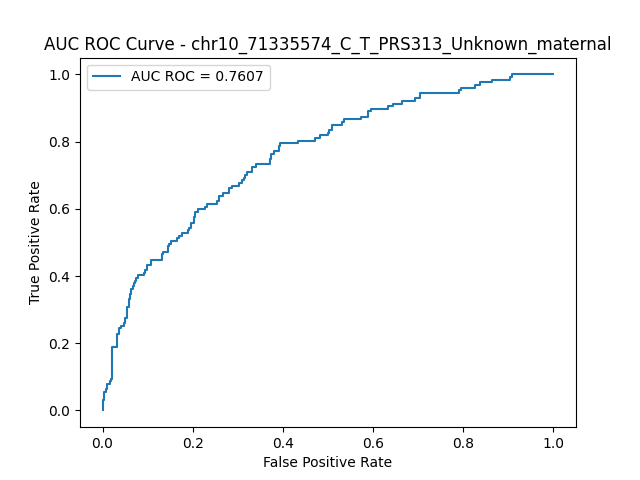 AUC ROC Curve - chr10_71335574_C_T_PRS313_Unknown_maternal
AUC ROC = 0.7607
1.0
0.8
0.6
0.4
0.2
0.0
True Positive Rate
0.0 0.2 0.4 0.6 0.8 1.0
False Positive Rate